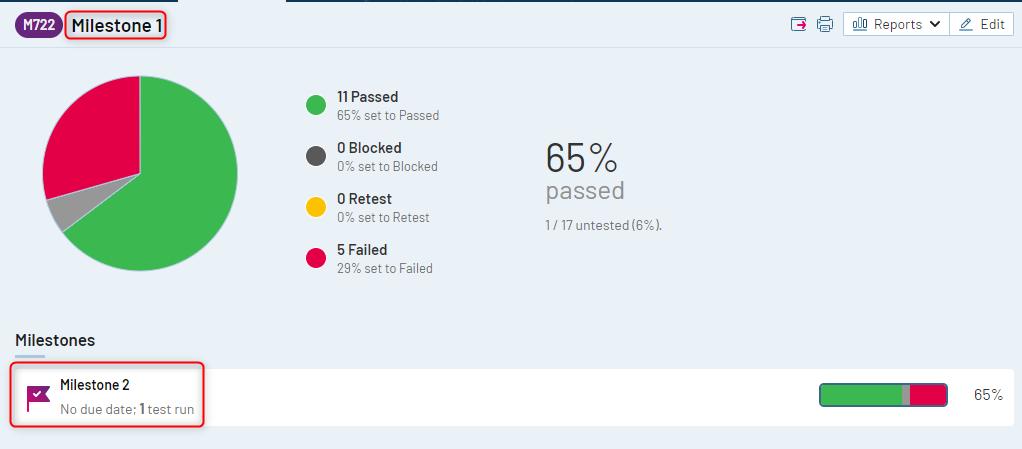 M722 Milestone 1 Reports Edit
11 Passed
65% set to Passed
0 Blocked
0% set to Blocked
0 Retest
0% set to Retest
5 Failed
29% set to Failed
65%
passed
1 / 17 untested (6%).
Milestones
Milestone 2
No due date; 1 test run
65%